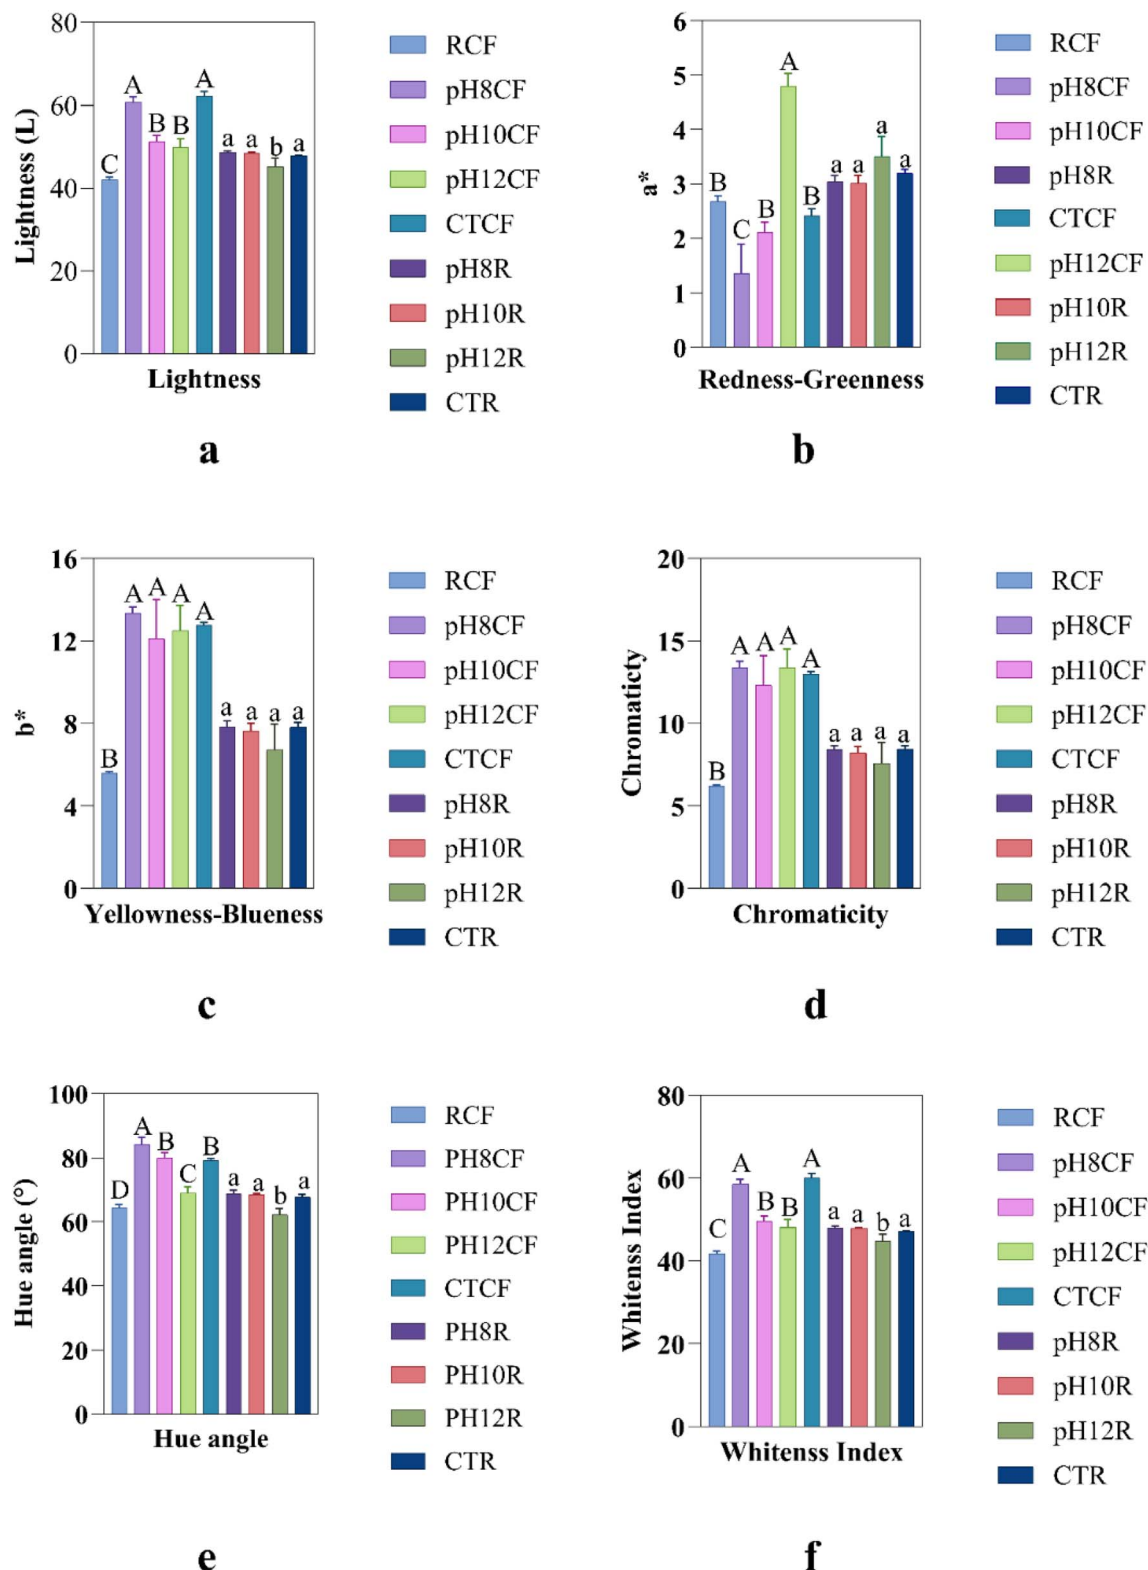 80
60
40
20
0
Lightness (L)
C
A
B
B
A
a
a
b
a
Lightness
RCF
pH8CF
pH10CF
pH12CF
CTCF
pH8R
pH10R
pH12R
CTR
a
6
5
4
3
2
1
0
a*
B
C
B
A
B
a
a
a
a
Redness-Greenness
RCF
pH8CF
pH10CF
pH8R
CTCF
pH12CF
pH10R
pH12R
CTR
b
16
12
8
4
0
b*
B
A
A
A
A
a
a
a
a
Yellowness-Blueness
RCF
pH8CF
pH10CF
pH12CF
CTCF
pH8R
pH10R
pH12R
CTR
c
20
15
10
5
0
Chromaticty
B
A
A
A
A
a
a
a
a
Chromaticity
RCF
pH8CF
pH10CF
pH12CF
CTCF
pH8R
pH10R
pH12R
CTR
d
100
80
60
40
20
0
Hue angle (°)
D
A
B
C
B
a
a
b
a
Hue angle
RCF
PH8CF
PH10CF
PH12CF
CTCF
PH8R
PH10R
PH12R
CTR
e
80
60
40
20
0
Whitenss Index
C
A
B
B
A
a
a
b
a
Whitenss Index
RCF
pH8CF
pH10CF
pH12CF
CTCF
pH8R
pH10R
pH12R
CTR
f